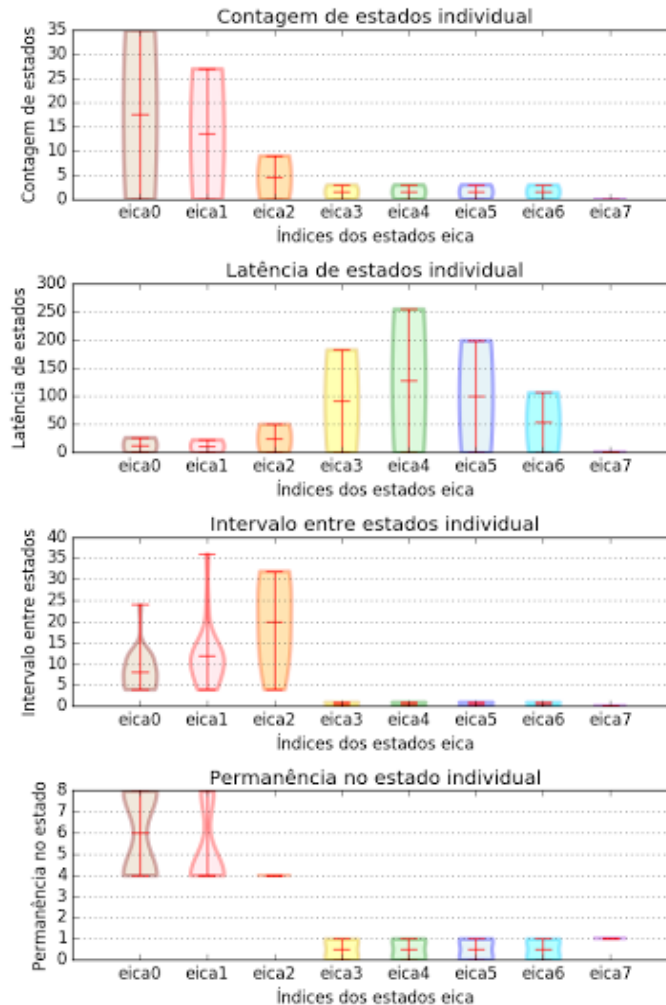 Contagem de estados individual
Contagem de estados
35
30
25
20
15
10
5
0
eica0 eica1 eica2 eica3 eica4 eica5 eica6 eica7
Índices dos estados eica
Latência de estados individual
Latência de estados
300
250
200
150
100
50
0
eica0 eica1 eica2 eica3 eica4 eica5 eica6 eica7
Índices dos estados eica
Intervalo entre estados individual
Intervalo entre estados
40
35
30
25
20
15
10
5
0
eica0 eica1 eica2 eica3 eica4 eica5 eica6 eica7
Índices dos estados eica
Permanência no estado individual
Permanência no estado
8
7
6
5
4
3
2
1
0
eica0 eica1 eica2 eica3 eica4 eica5 eica6 eica7
Índices dos estados eica